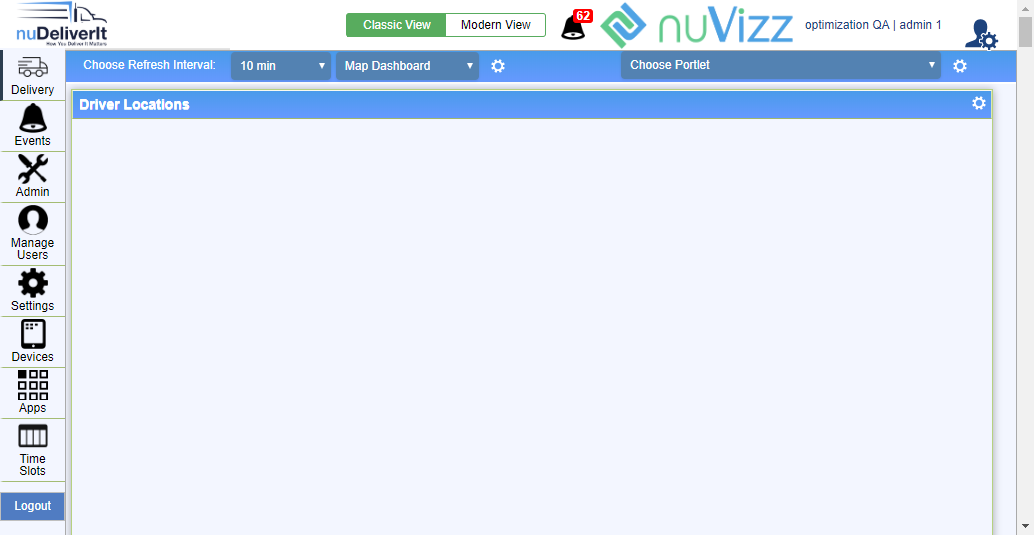 nuDeliverIt
How You Deliver It Matters
Classic View
Modern View
62
nuVizz
optimization QA | admin 1
Choose Refresh Interval:
10 min
Map Dashboard
Choose Portlet
Driver Locations
Delivery
Events
Admin
Manage
Users
Settings
Devices
Apps
Time
Slots
Logout